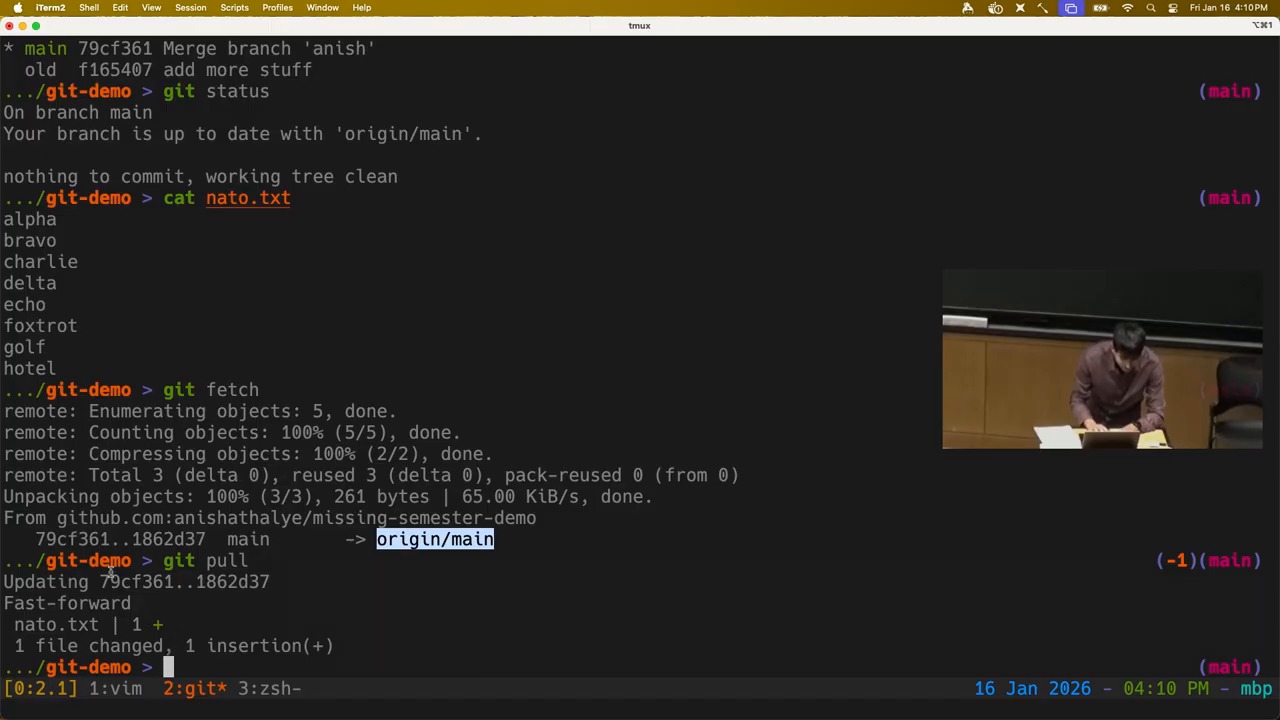 iTerm2 Shell Edit View Session Scripts Profiles Window Help Fri Jan 16 4:10 PM
tmux ⌥⌘1
* main 79cf361 Merge branch 'anish'
old f165407 add more stuff
.../git-demo > git status (main)
On branch main
Your branch is up to date with 'origin/main'.
nothing to commit, working tree clean
.../git-demo > cat nato.txt (main)
alpha
bravo
charlie
delta
echo
foxtrot
golf
hotel
.../git-demo > git fetch
remote: Enumerating objects: 5, done.
remote: Counting objects: 100% (5/5), done.
remote: Compressing objects: 100% (2/2), done.
remote: Total 3 (delta 0), reused 3 (delta 0), pack-reused 0 (from 0)
Unpacking objects: 100% (3/3), 261 bytes | 65.00 KiB/s, done.
From github.com:anishathalye/missing-semester-demo
79cf361..1862d37 main -> origin/main
.../git-demo > git pull (-1)(main)
Updating 79cf361..1862d37
Fast-forward
nato.txt | 1 +
1 file changed, 1 insertion(+)
.../git-demo > (main)
[0:2.1] 1:vim 2:git* 3:zsh- 16 Jan 2026 - 04:10 PM - mbp